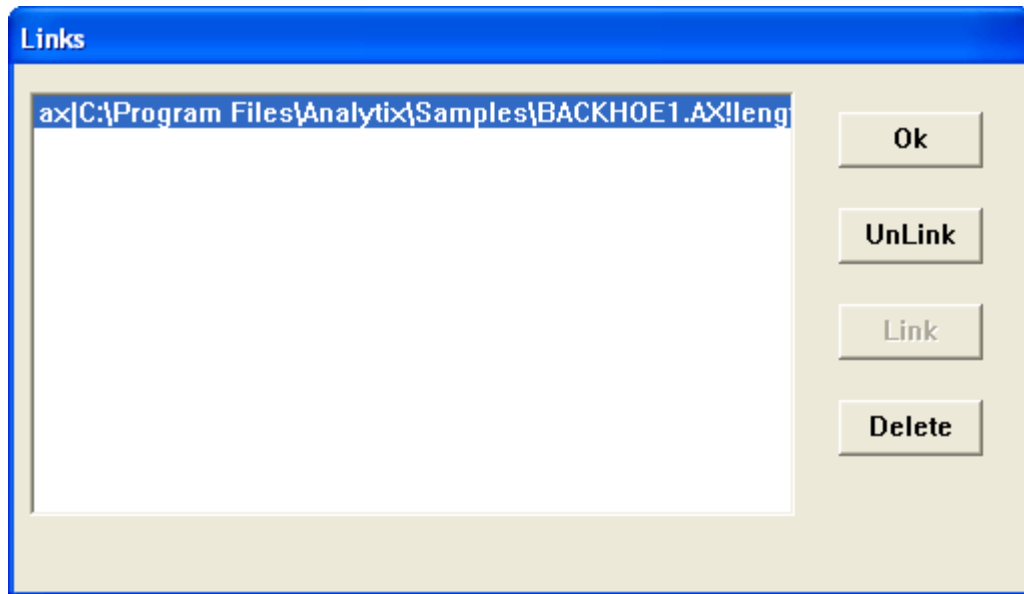 Links
ax|C:\Program Files\Analytix\Samples\BACKHOE1.AX!leng
Ok
UnLink
Link
Delete